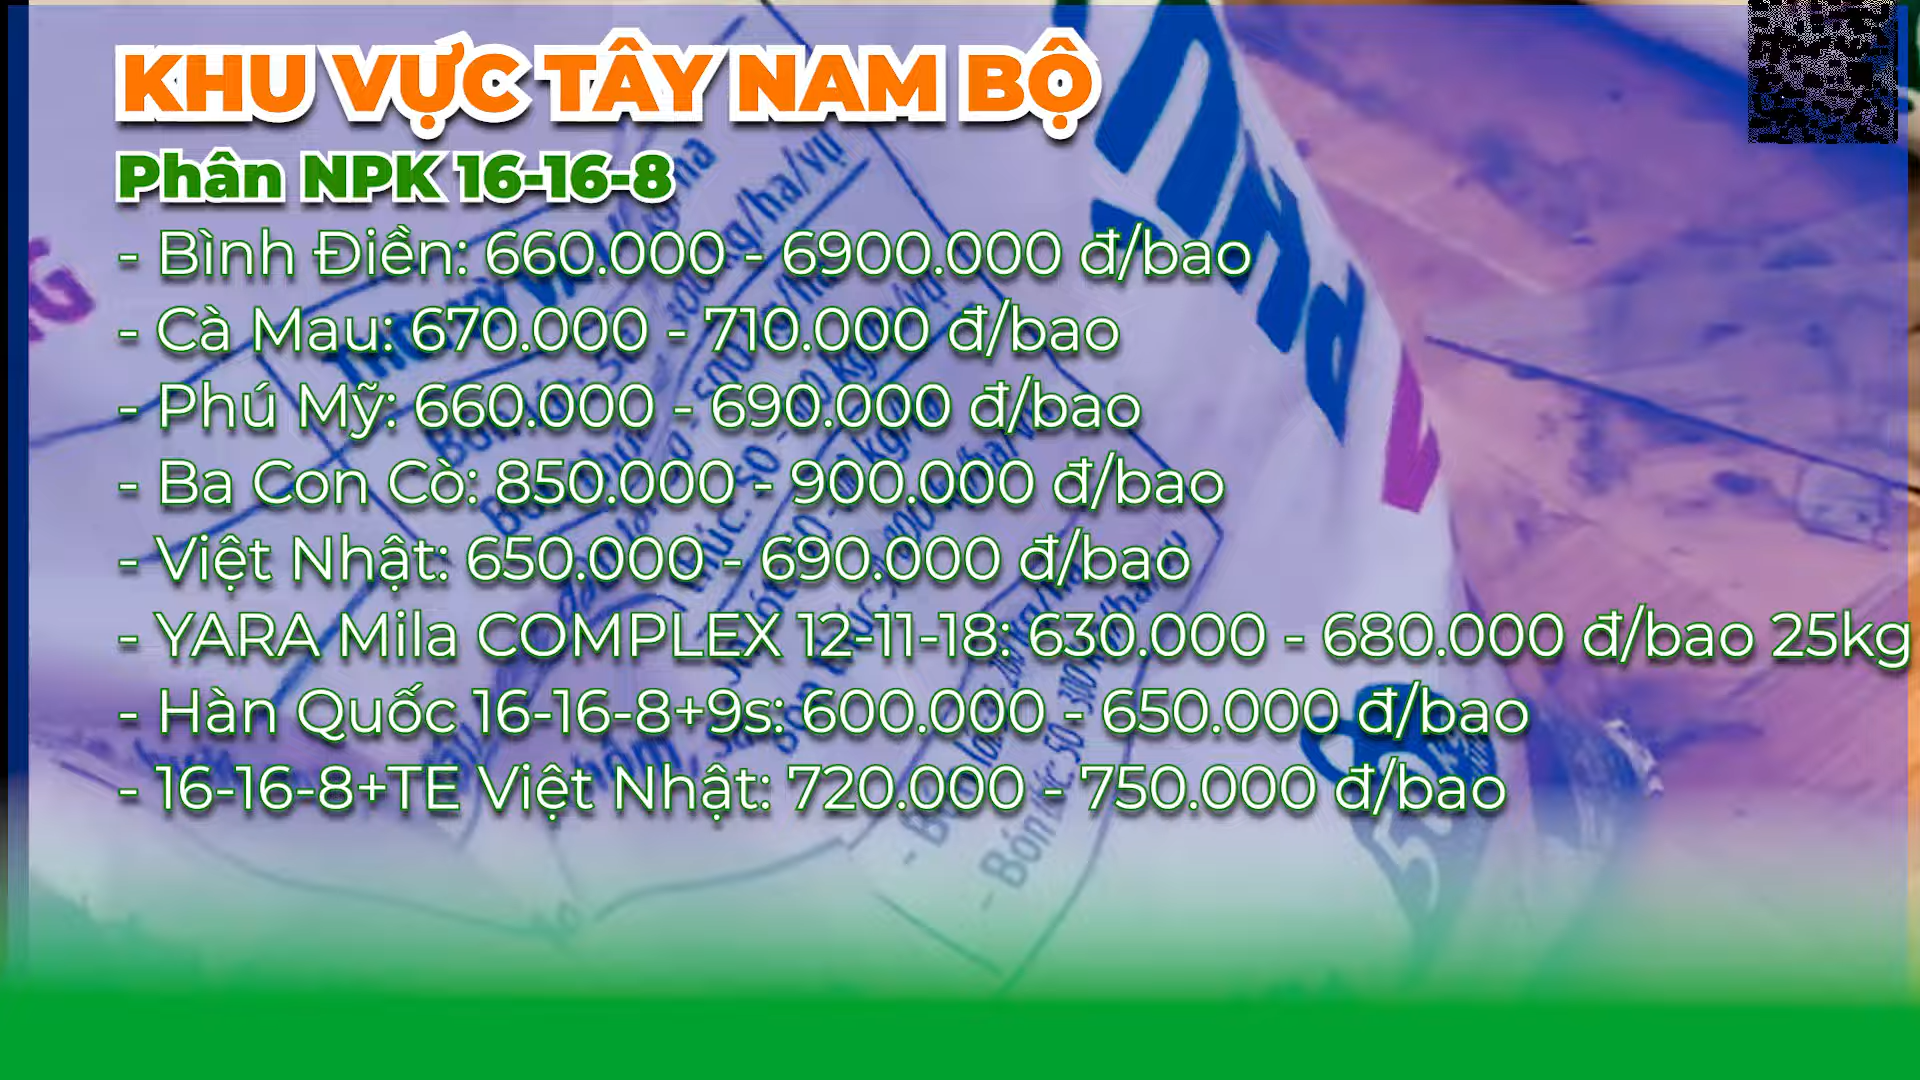 KHU VỰC TÂY NAM BỘ
Phân NPK 16-16-8
- Bình Điền: 660.000 - 6900.000 đ/bao
- Cà Mau: 670.000 - 710.000 đ/bao
- Phú Mỹ: 660.000 - 690.000 đ/bao
- Ba Con Cò: 850.000 - 900.000 đ/bao
- Việt Nhật: 650.000 - 690.000 đ/bao
- YARA Mila COMPLEX 12-11-18: 630.000 - 680.000 đ/bao 25kg
- Hàn Quốc 16-16-8+9s: 600.000 - 650.000 đ/bao
- 16-16-8+TE Việt Nhật: 720.000 - 750.000 đ/bao